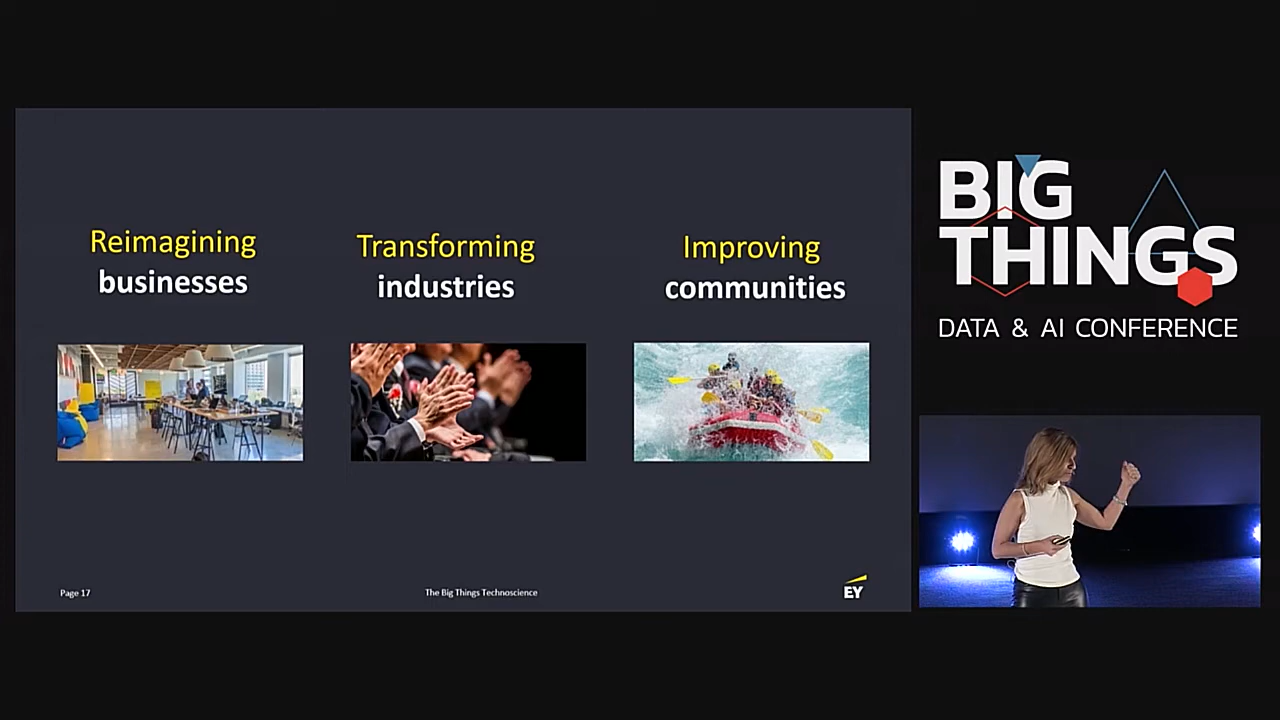 Reimagining
businesses
Transforming
industries
Improving
communities
Page 17
The Big Things Technoscience
EY
BIG
THINGS
DATA & AI CONFERENCE